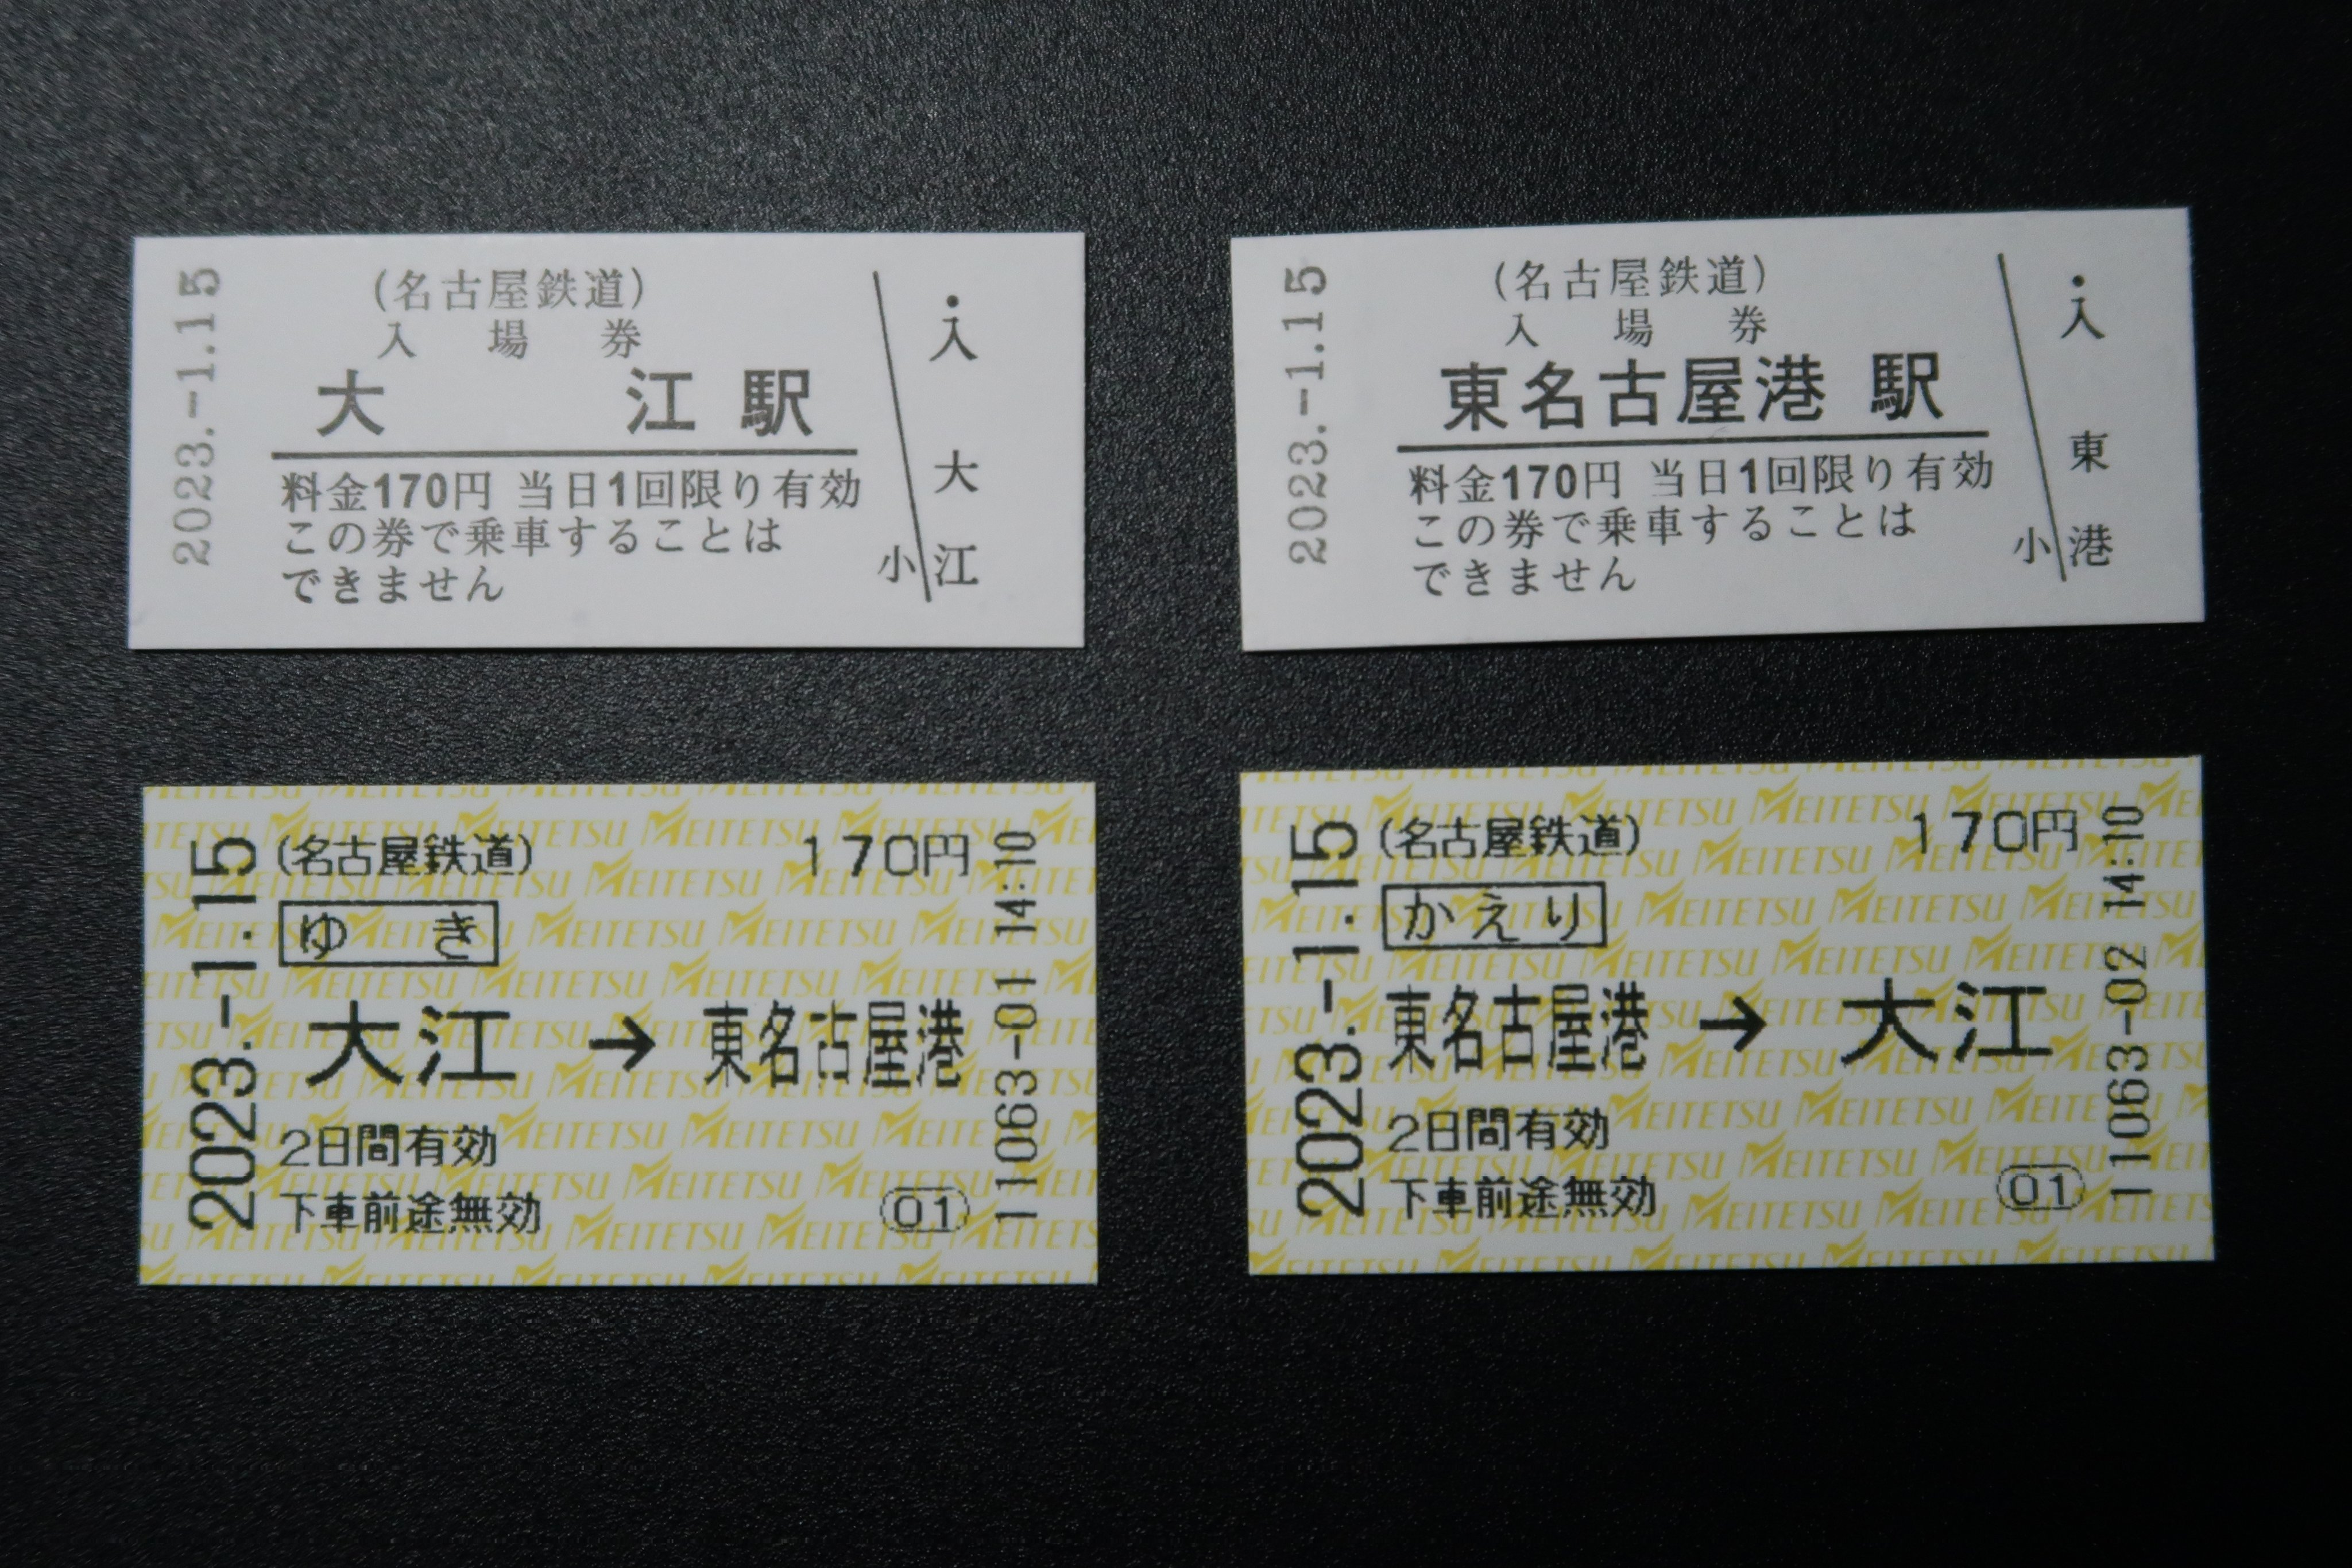 2023.-1.15
(名古屋鉄道)
入場券
大江駅
料金170円 当日1回限り有効
この券で乗車することは
できません
・入
大江
小
2023.-1.15
(名古屋鉄道)
入場券
東名古屋港駅
料金170円 当日1回限り有効
この券で乗車することは
できません
・入
東港
小
2023.-1.15
(名古屋鉄道) 170円
ゆき
大江→東名古屋港
2日間有効
下車前途無効 01
11063-01 14:10
MEITETSU
2023.-1.15
(名古屋鉄道) 170円
かえり
東名古屋港→大江
2日間有効
下車前途無効 01
11063-02 14:10
MEITETSU